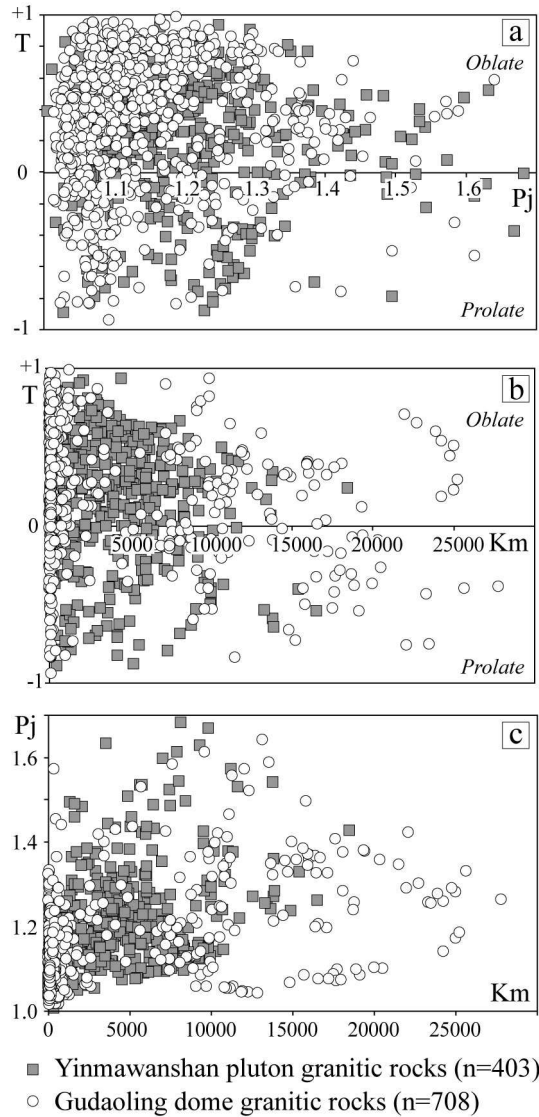 +1
T
a
Oblate
0
1.1 1.2 1.3 1.4 1.5 1.6
Pj
Prolate
-1
+1
T
b
Oblate
0
5000 10000 15000 20000 25000 Km
Prolate
-1
Pj
c
1.6
1.4
1.2
1.0
Km
0 5000 10000 15000 20000 25000
Yinmawanshan pluton granitic rocks (n=403)
Gudaoling dome granitic rocks (n=708)